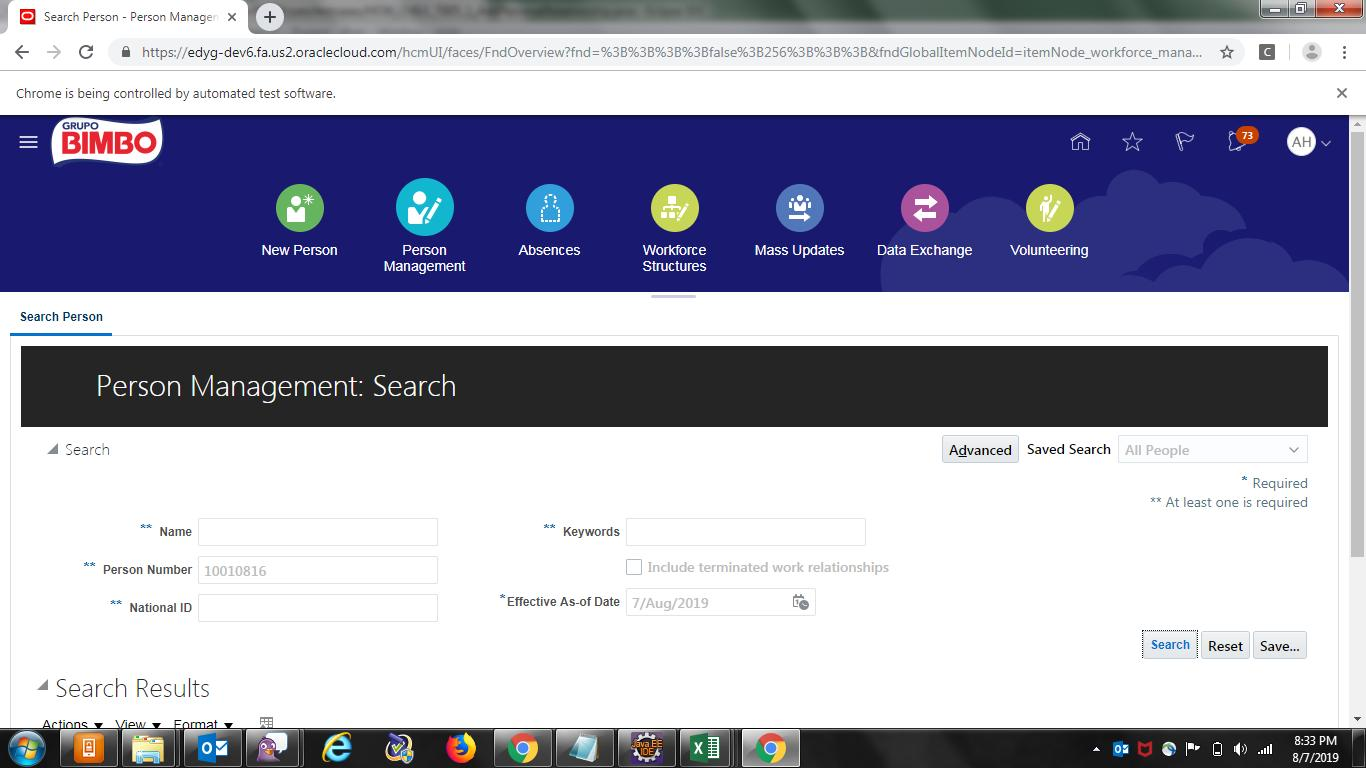 Search Person - Person Managen
https://edyg-dev6.fa.us2.oraclecloud.com/hcmUI/faces/FndOverview?fnd=%3B%3B%3B%3Bfalse%3B256%3B%3B%3B&fndGlobalItemNodeId=itemNode_workforce_mana...
C
Chrome is being controlled by automated test software.
GRUPO
BIMBO
73
AH
New Person
Person
Management
Absences
Workforce
Structures
Mass Updates
Data Exchange
Volunteering
Search Person
Person Management: Search
Search
Advanced
Saved Search
All People
* Required
** At least one is required
** Name
** Keywords
** Person Number
10010816
Include terminated work relationships
** National ID
*Effective As-of Date
7/Aug/2019
Search
Reset
Save...
Search Results
Actions
View
Format
Java EE
IDE
8:33 PM
8/7/2019